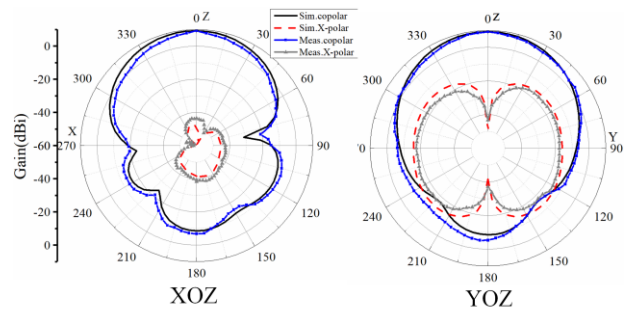 0 Z
330
30
300
60
X
270
240
120
210
150
180
Gain(dBi)
0
-20
-40
-60
-40
-20
0
XOZ
Sim.copolar
Sim.X-polar
Meas.copolar
Meas.X-polar
0
Z
330
30
300
60
Y
90
240
120
210
150
180
YOZ